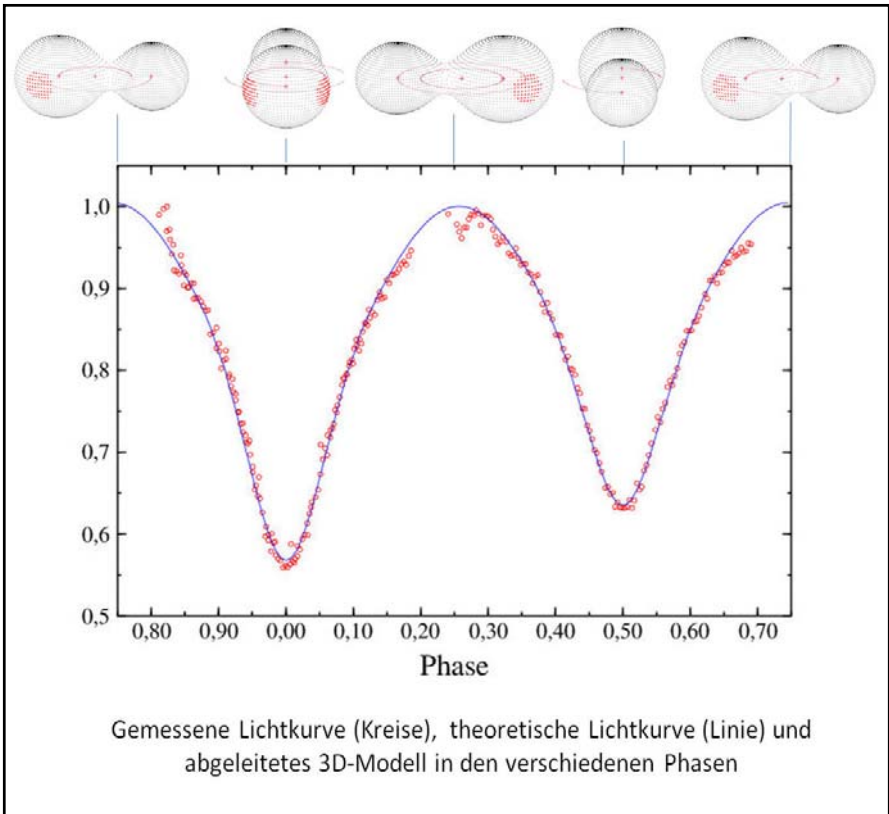 1,0
0,9
0,8
0,7
0,6
0,5
0,80 0,90 0,00 0,10 0,20 0,30 0,40 0,50 0,60 0,70
Phase
Gemessene Lichtkurve (Kreise), theoretische Lichtkurve (Linie) und
abgeleitetes 3D-Modell in den verschiedenen Phasen